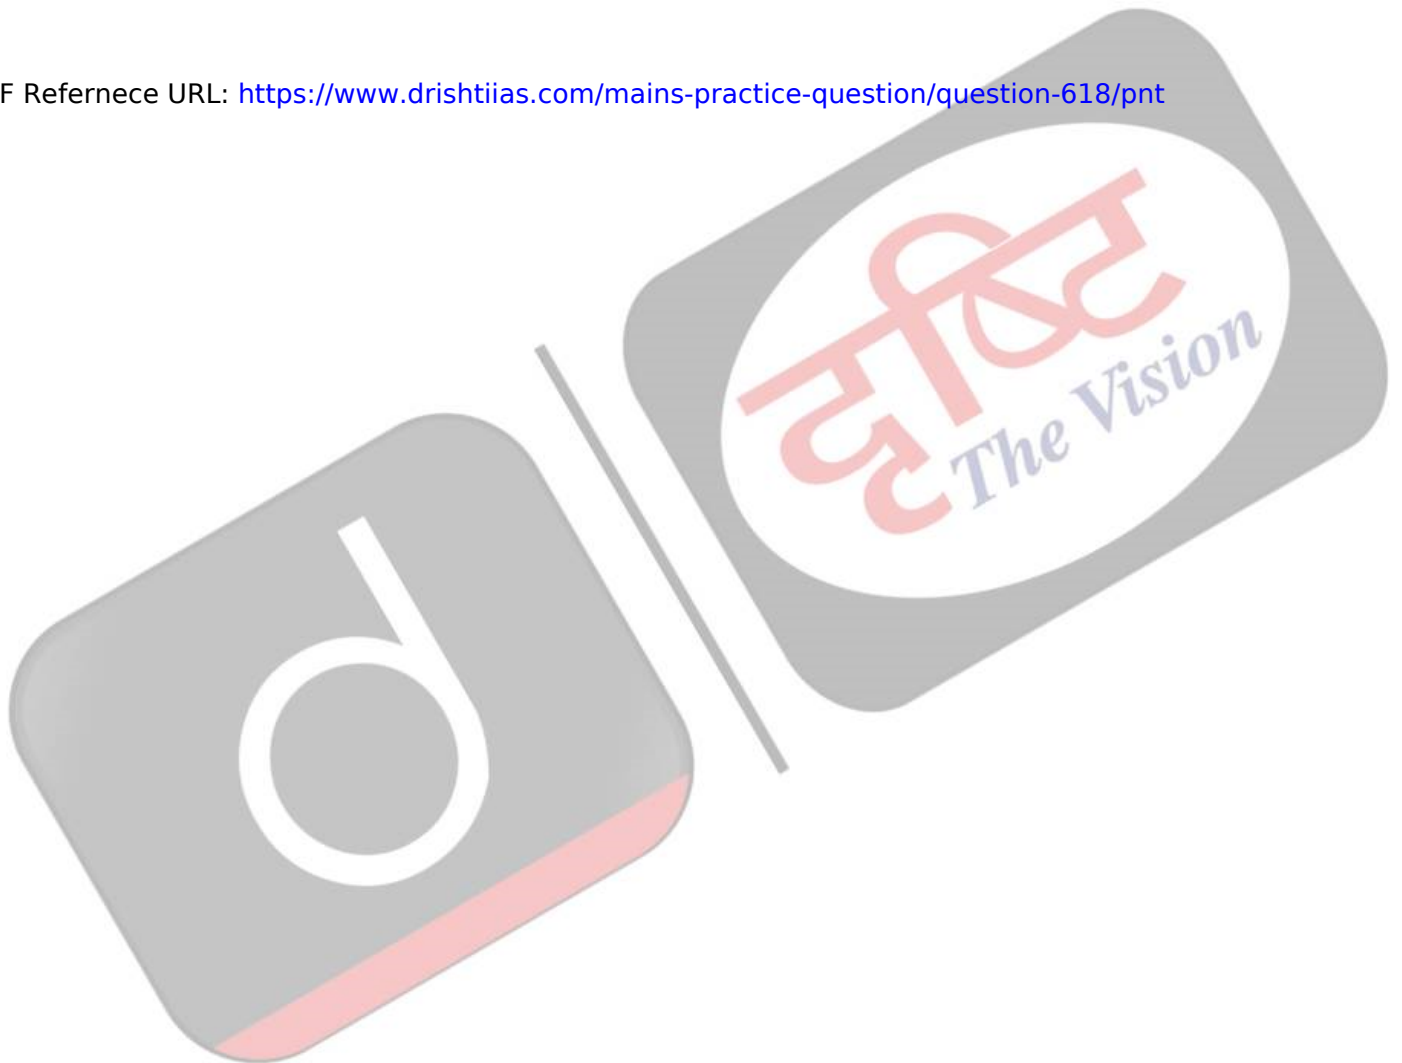 F Refernece URL: https://www.drishtiias.com/mains-practice-question/question-618/pnt
दृष्टि
The Vision
d